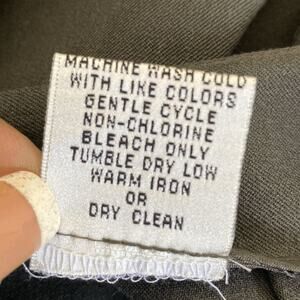 MACHINE WASH COLD
WITH LIKE COLORS
GENTLE CYCLE
NON-CHLORINE
BLEACH ONLY
TUMBLE DRY LOW
WARM IRON
OR
DRY CLEAN